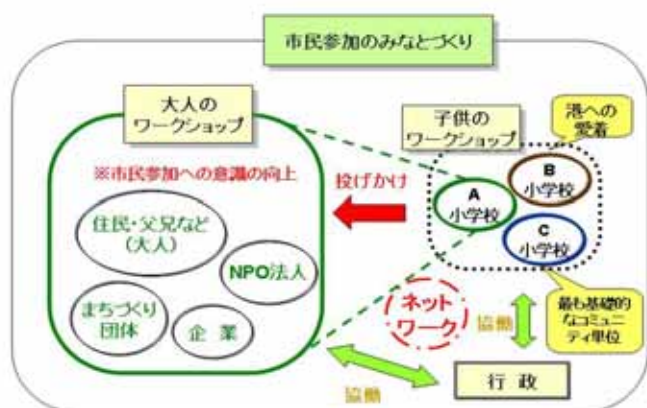 市民参加のみなとづくり
大人の
ワークショップ
※市民参加への意識の向上
住民・父兄など
(大人)
NPO法人
まちづくり
団体
企業
投げかけ
子供の
ワークショップ
港への
愛着
A
小学校
B
小学校
C
小学校
ネット
ワーク
協働
最も基礎的
なコミュニ
ティ単位
協働
行政